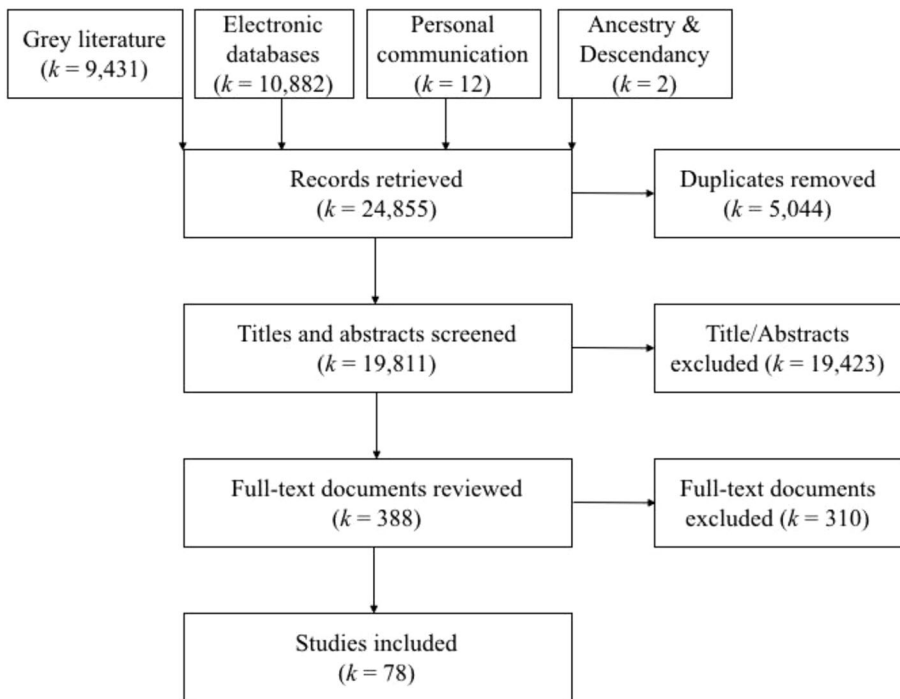 Grey literature
(k = 9,431)
Electronic
databases
(k = 10,882)
Personal
communication
(k = 12)
Ancestry &
Descendancy
(k = 2)
Records retrieved
(k = 24,855)
Duplicates removed
(k = 5,044)
Titles and abstracts screened
(k = 19,811)
Title/Abstracts
excluded (k = 19,423)
Full-text documents reviewed
(k = 388)
Full-text documents
excluded (k = 310)
Studies included
(k = 78)